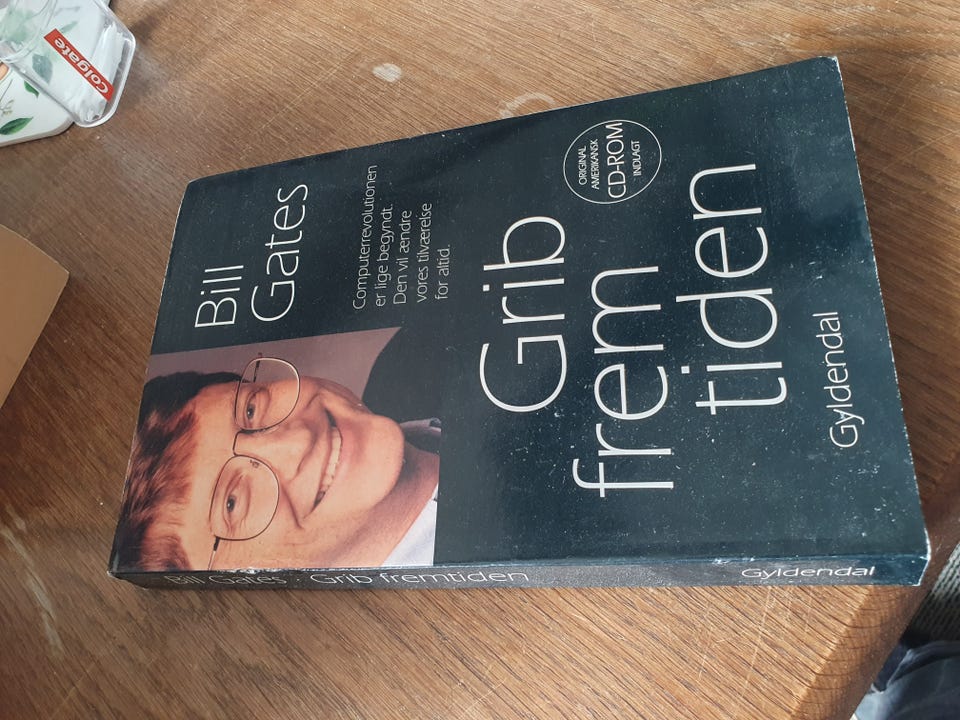 Bill
Gates
Computerrevolutionen
er lige begyndt.
Den vil ændre
vores tilværelse
for altid.
ORIGINAL
AMERIKANSK
CD-ROM
INDLAGT
Grib
frem
tiden
Gyldendal
Bill Gates · Grib fremtiden
Gyldendal
Colgate